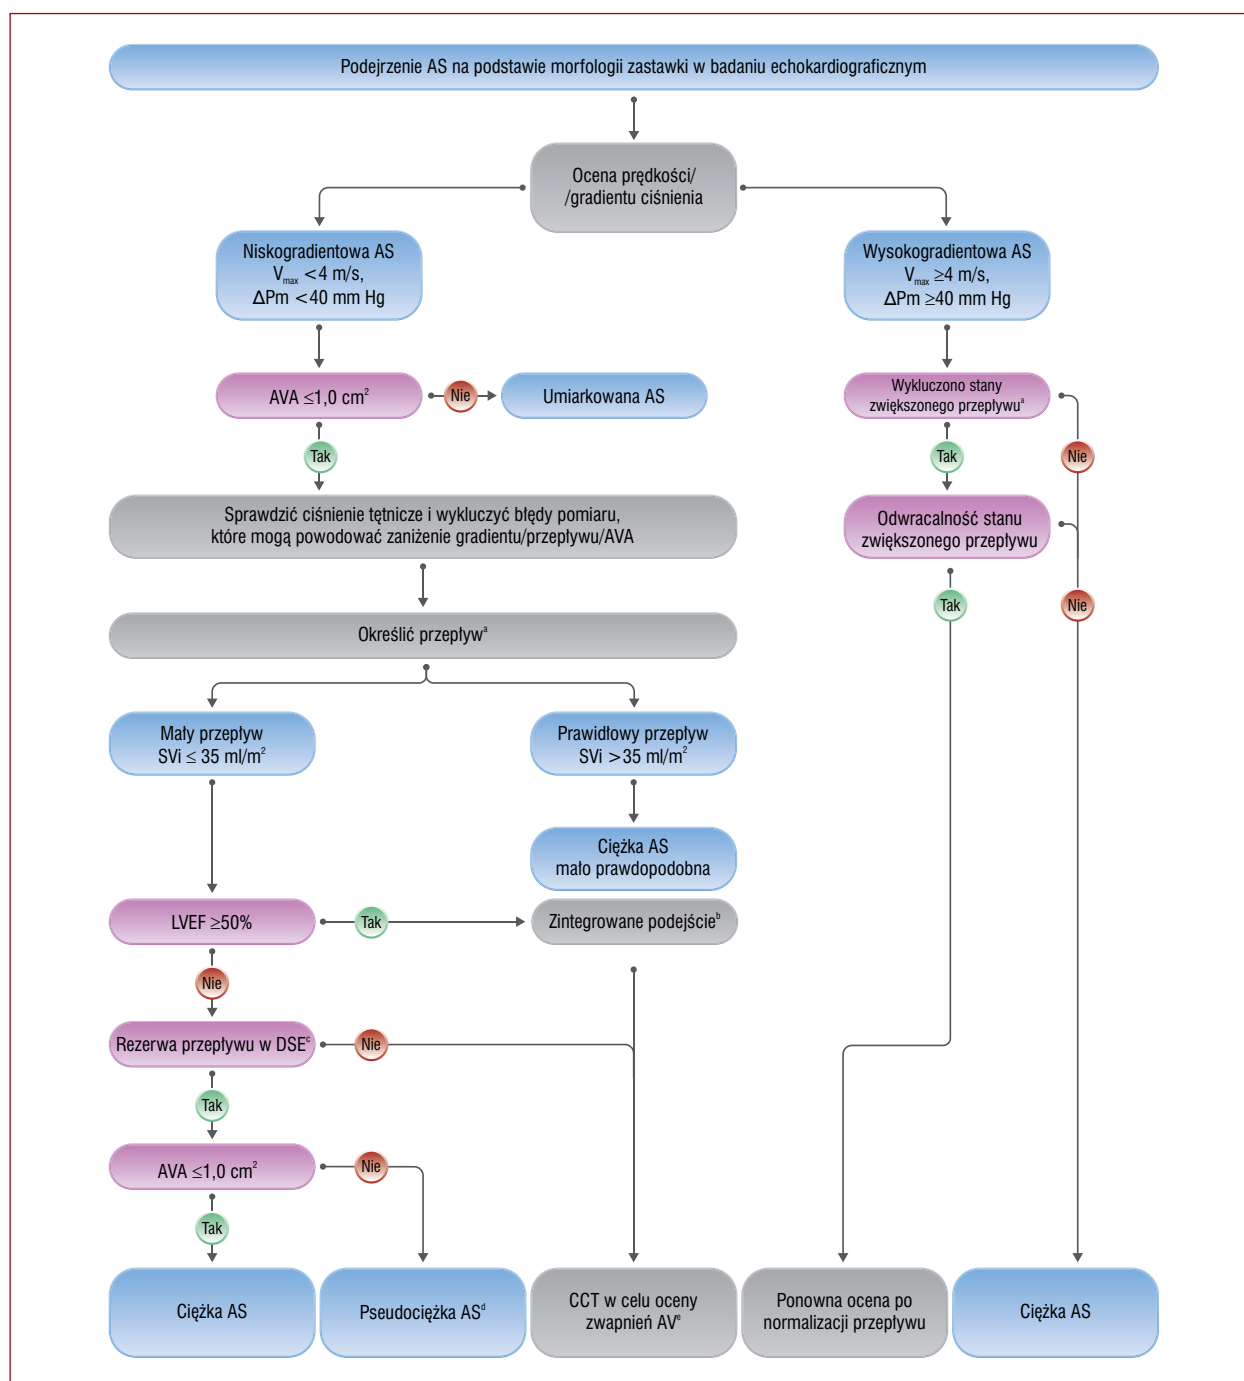 Podejrzenie AS na podstawie morfologii zastawki w badaniu echokardiograficznym
Ocena prędkości/
/gradientu ciśnienia
Niskogradientowa AS
Vmax <4 m/s,
ΔPm <40 mm Hg
Wysokogradientowa AS
Vmax ≥4 m/s,
ΔPm ≥40 mm Hg
AVA ≤1,0 cm²
Nie
Umiarkowana AS
Wykluczono stany
zwiększonego przepływuᵃ
Tak
Tak
Nie
Sprawdzić ciśnienie tętnicze i wykluczyć błędy pomiaru,
które mogą powodować zaniżenie gradientu/przepływu/AVA
Odwracalność stanu
zwiększonego przepływu
Tak
Nie
Określić przepływᵃ
Mały przepływ
SVi ≤ 35 ml/m²
Prawidłowy przepływ
SVi >35 ml/m²
Ciężka AS
mało prawdopodobna
LVEF ≥50%
Tak
Zintegrowane podejścieᵇ
Nie
Rezerwa przepływu w DSEᶜ
Nie
Tak
AVA ≤1,0 cm²
Nie
Tak
Ciężka AS
Pseudociężka ASᵈ
CCT w celu oceny
zwapnień AVᵉ
Ponowna ocena po
normalizacji przepływu
Ciężka AS